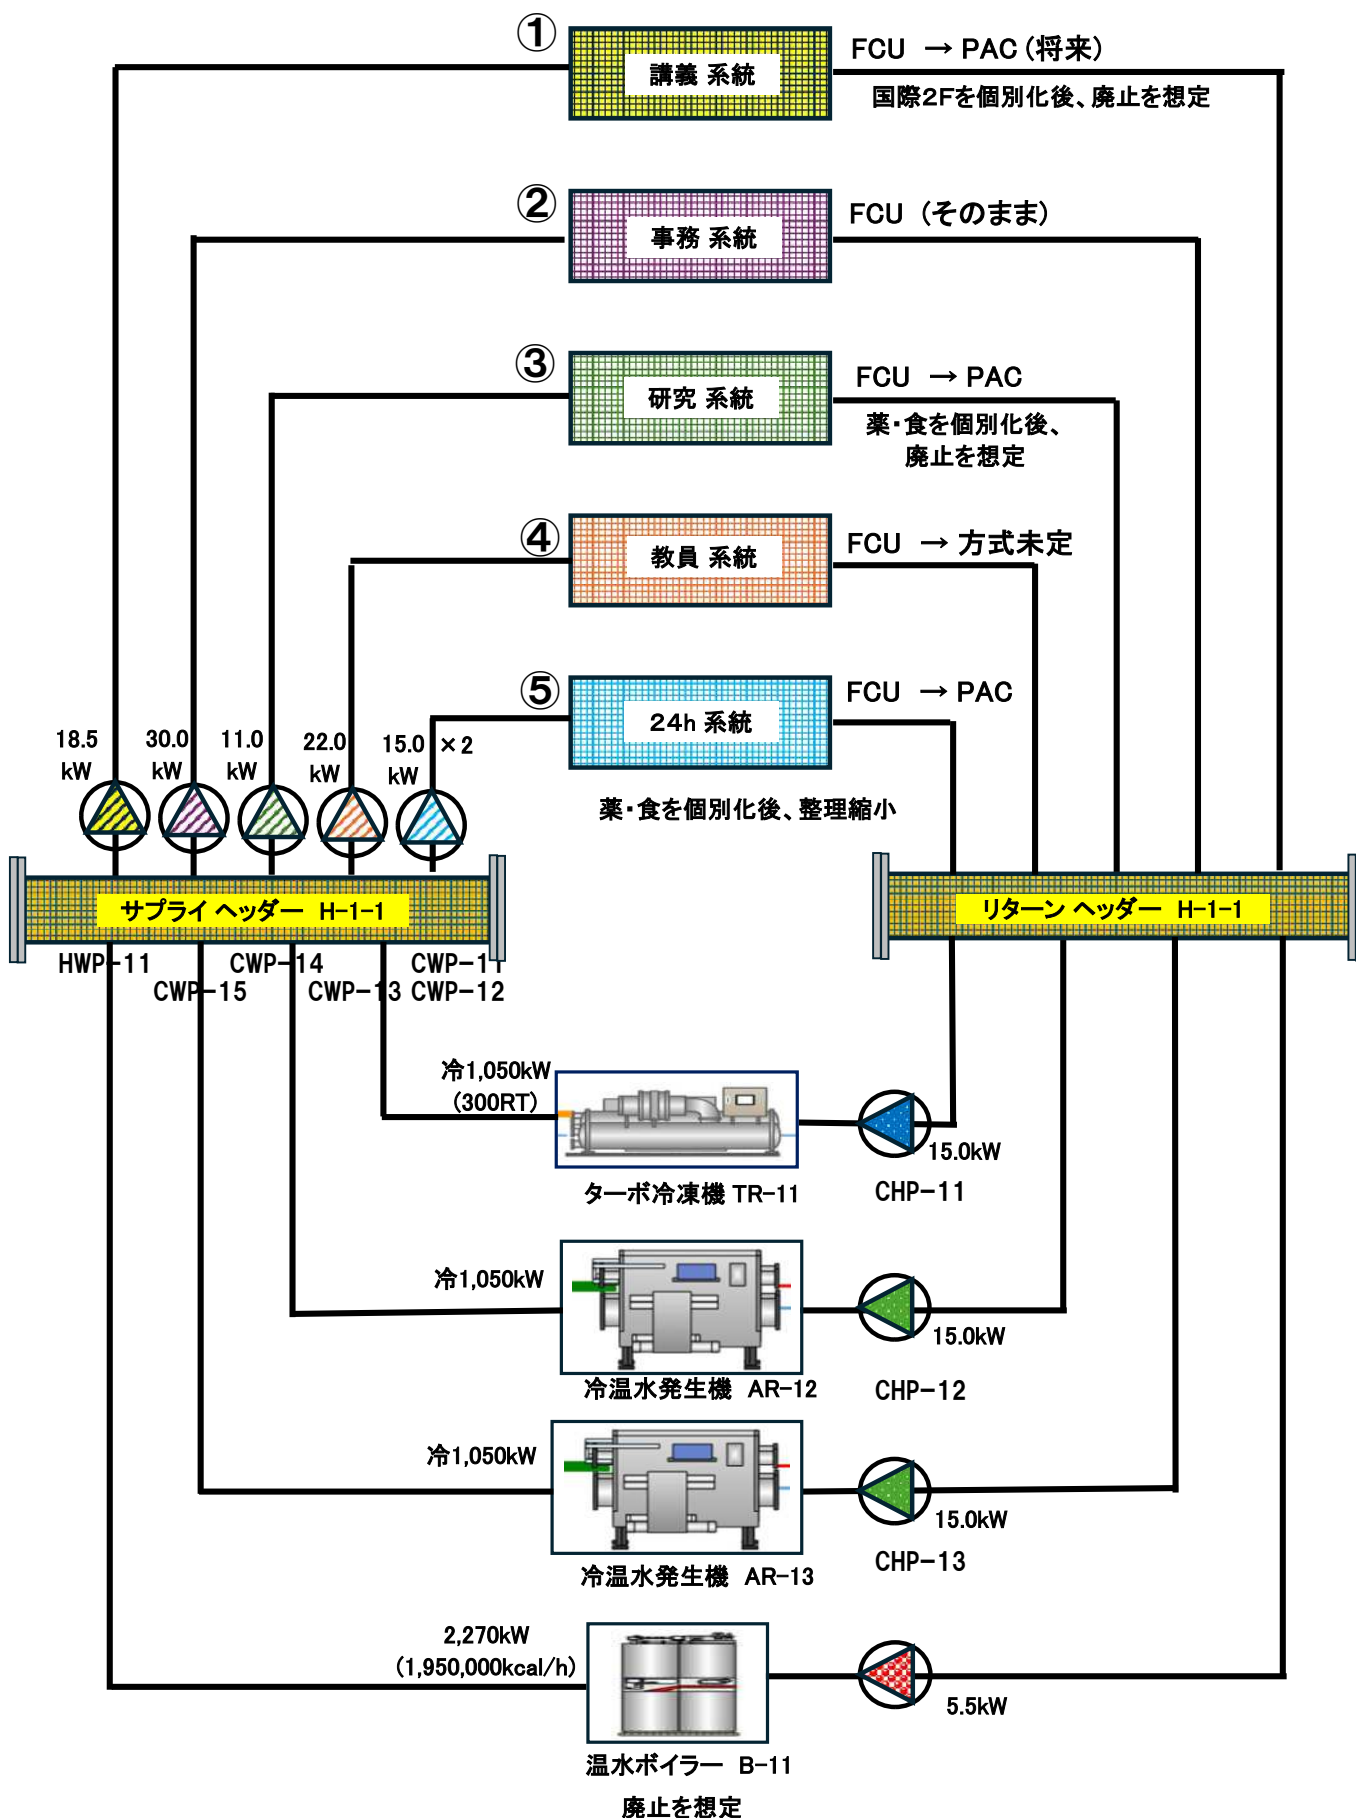 ①
講義 系統
FCU → PAC (将来)
国際2Fを個別化後、廃止を想定
②
事務 系統
FCU (そのまま)
③
研究 系統
FCU → PAC
薬・食を個別化後、
廃止を想定
④
教員 系統
FCU → 方式未定
⑤
24h 系統
FCU → PAC
薬・食を個別化後、整理縮小
18.5
kW
30.0
kW
11.0
kW
22.0
kW
15.0 ×2
kW
サプライ ヘッダー H-1-1
リターン ヘッダー H-1-1
HWP-11
CWP-15
CWP-14
CWP-13
CWP-11
CWP-12
冷1,050kW
(300RT)
ターボ冷凍機 TR-11
15.0kW
CHP-11
冷1,050kW
冷温水発生機 AR-12
15.0kW
CHP-12
冷1,050kW
冷温水発生機 AR-13
15.0kW
CHP-13
2,270kW
(1,950,000kcal/h)
5.5kW
温水ボイラー B-11
廃止を想定